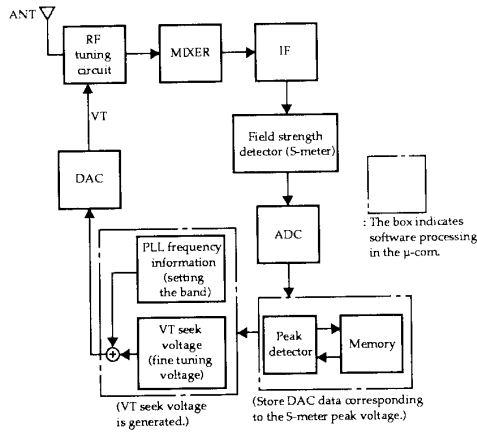 ANT
RF
tuning
circuit
MIXER
IF
VT
Field strength
detector (S-meter)
DAC
: The box indicates
software processing
in the μ-com.
ADC
PLL frequency
information
(setting
the band)
VT seek
voltage
(fine tuning
voltage)
+
Peak
detector
Memory
(VT seek voltage
is generated.)
(Store DAC data corresponding
to the S-meter peak voltage.)